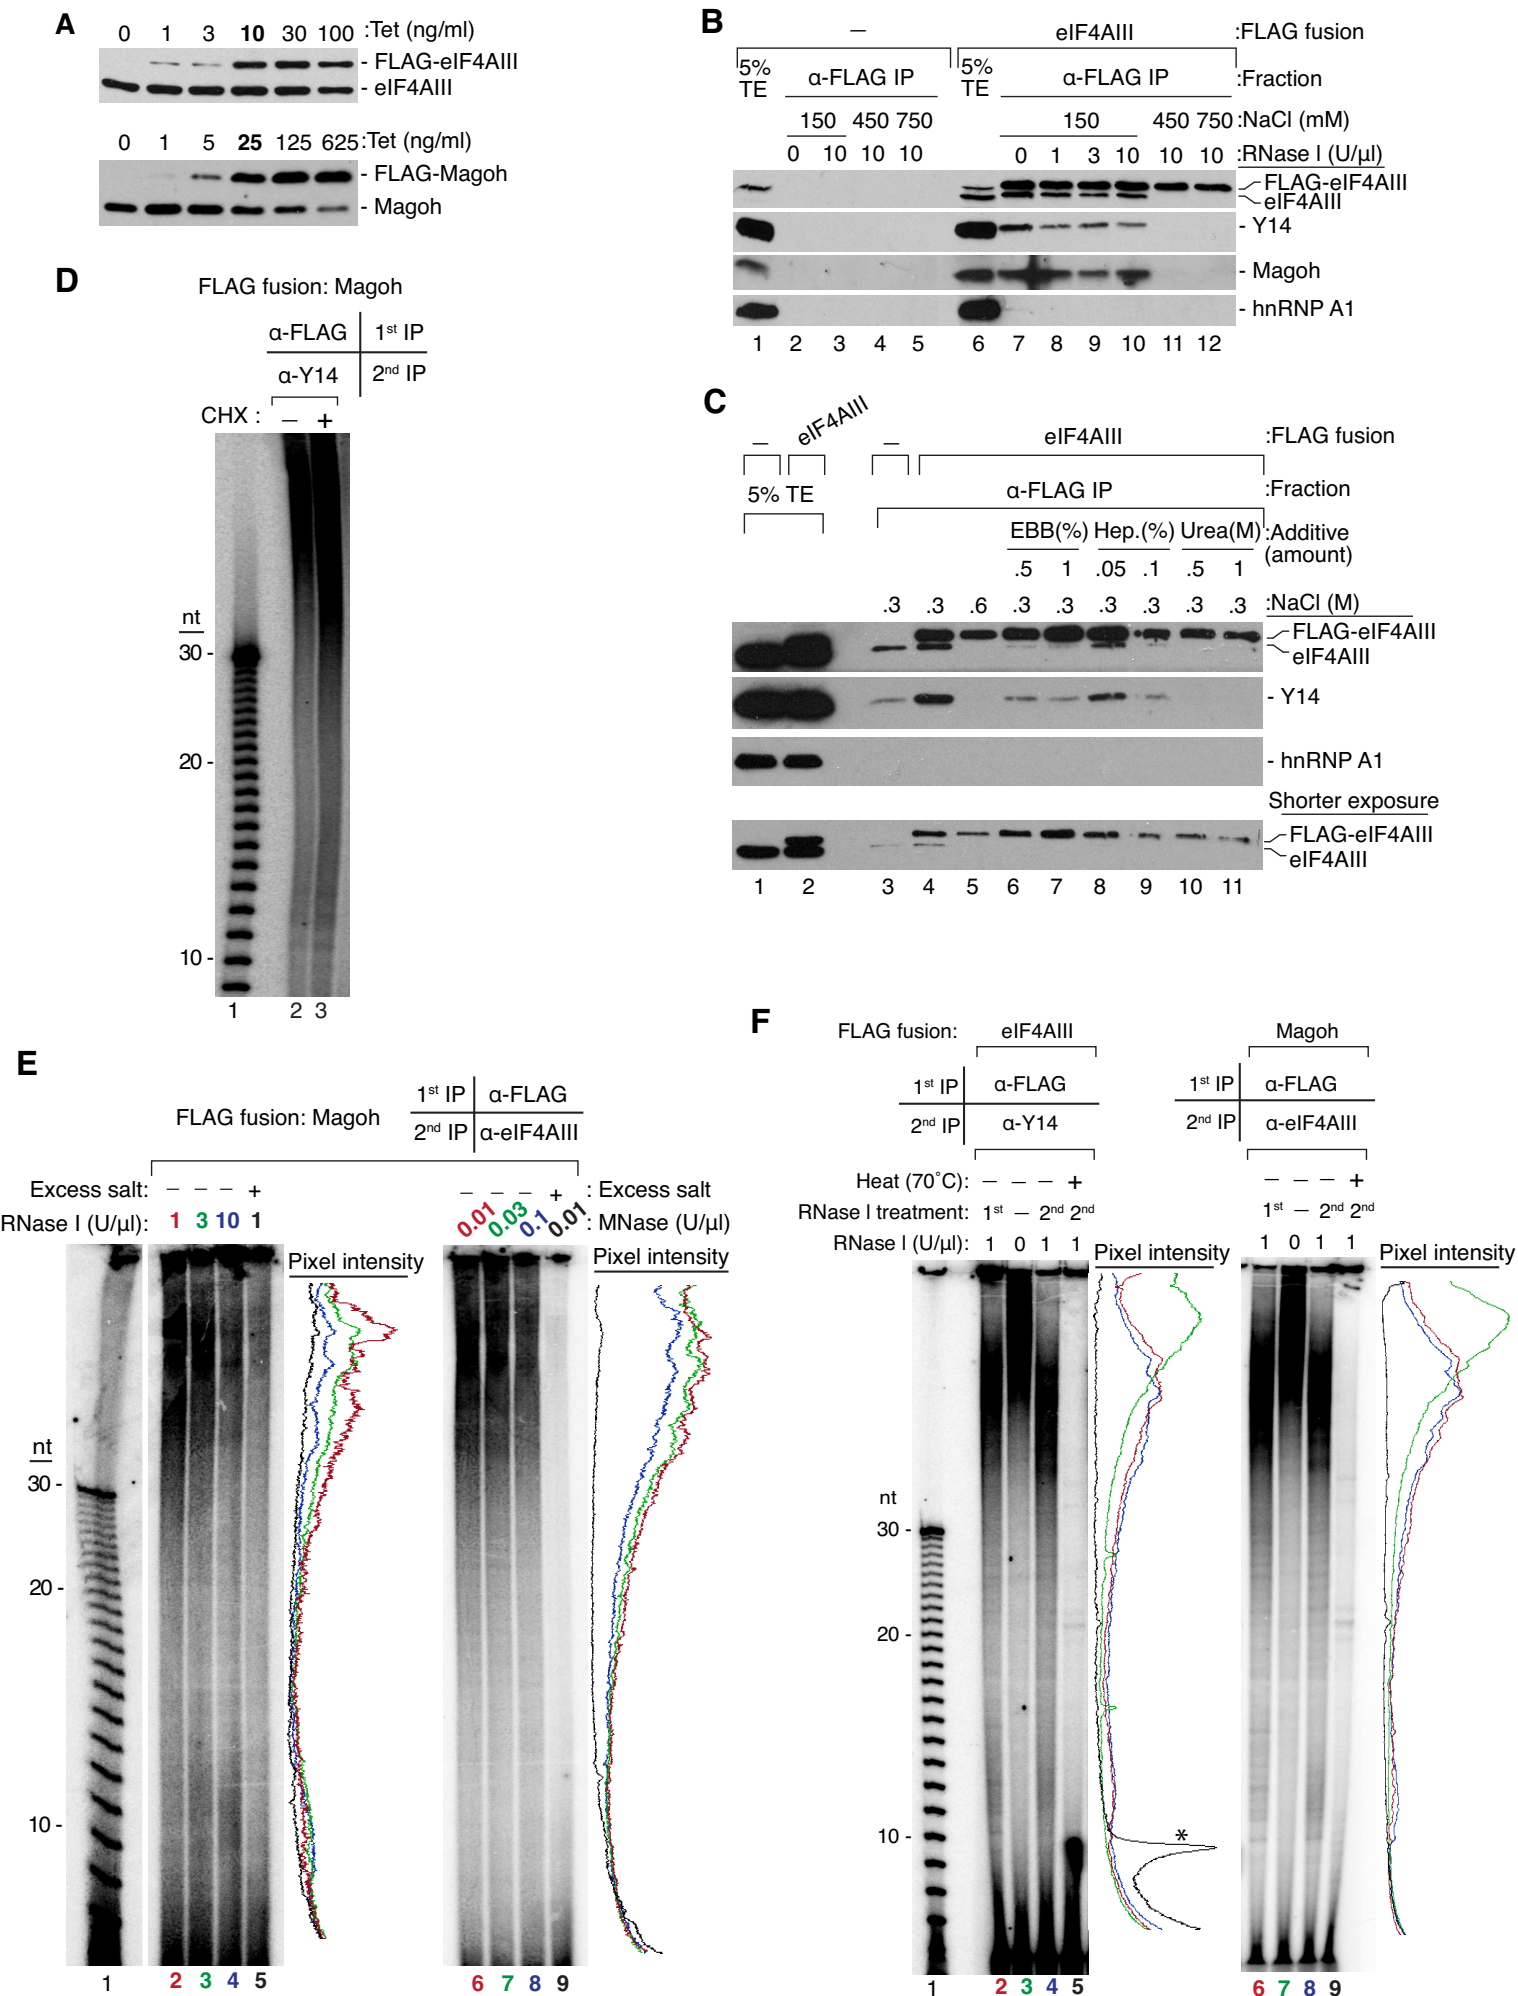 A
0 1 3 10 30 100 :Tet (ng/ml)
- FLAG-eIF4AIII
- eIF4AIII
0 1 5 25 125 625 :Tet (ng/ml)
- FLAG-Magoh
- Magoh
B
– eIF4AIII :FLAG fusion
5% TE α-FLAG IP 5% TE α-FLAG IP :Fraction
150 450 750 150 450 750 :NaCl (mM)
0 10 10 10 0 1 3 10 10 10 :RNase I (U/µl)
FLAG-eIF4AIII
eIF4AIII
- Y14
- Magoh
- hnRNP A1
1 2 3 4 5 6 7 8 9 10 11 12
C
– eIF4AIII – eIF4AIII :FLAG fusion
5% TE α-FLAG IP :Fraction
EBB(%) Hep.(%) Urea(M) :Additive
(amount)
.5 1 .05 .1 .5 1
.3 .3 .6 .3 .3 .3 .3 .3 .3 :NaCl (M)
FLAG-eIF4AIII
eIF4AIII
- Y14
- hnRNP A1
Shorter exposure
FLAG-eIF4AIII
eIF4AIII
1 2 3 4 5 6 7 8 9 10 11
D
FLAG fusion: Magoh
α-FLAG 1st IP
α-Y14 2nd IP
CHX : – +
nt
30 -
20 -
10 -
1 2 3
E
FLAG fusion: Magoh
1st IP α-FLAG
2nd IP α-eIF4AIII
Excess salt: – – – + – – – + : Excess salt
RNase I (U/µl): 1 3 10 1 0.01 0.03 0.1 0.01 : MNase (U/µl)
Pixel intensity Pixel intensity
nt
30 -
20 -
10 -
1 2 3 4 5 6 7 8 9
F
FLAG fusion: eIF4AIII Magoh
1st IP α-FLAG 1st IP α-FLAG
2nd IP α-Y14 2nd IP α-eIF4AIII
Heat (70˚C): – – – + – – – +
RNase I treatment: 1st – 2nd 2nd 1st – 2nd 2nd
RNase I (U/µl): 1 0 1 1 1 0 1 1
Pixel intensity Pixel intensity
nt
30 -
20 -
10 -
*
1 2 3 4 5 6 7 8 9